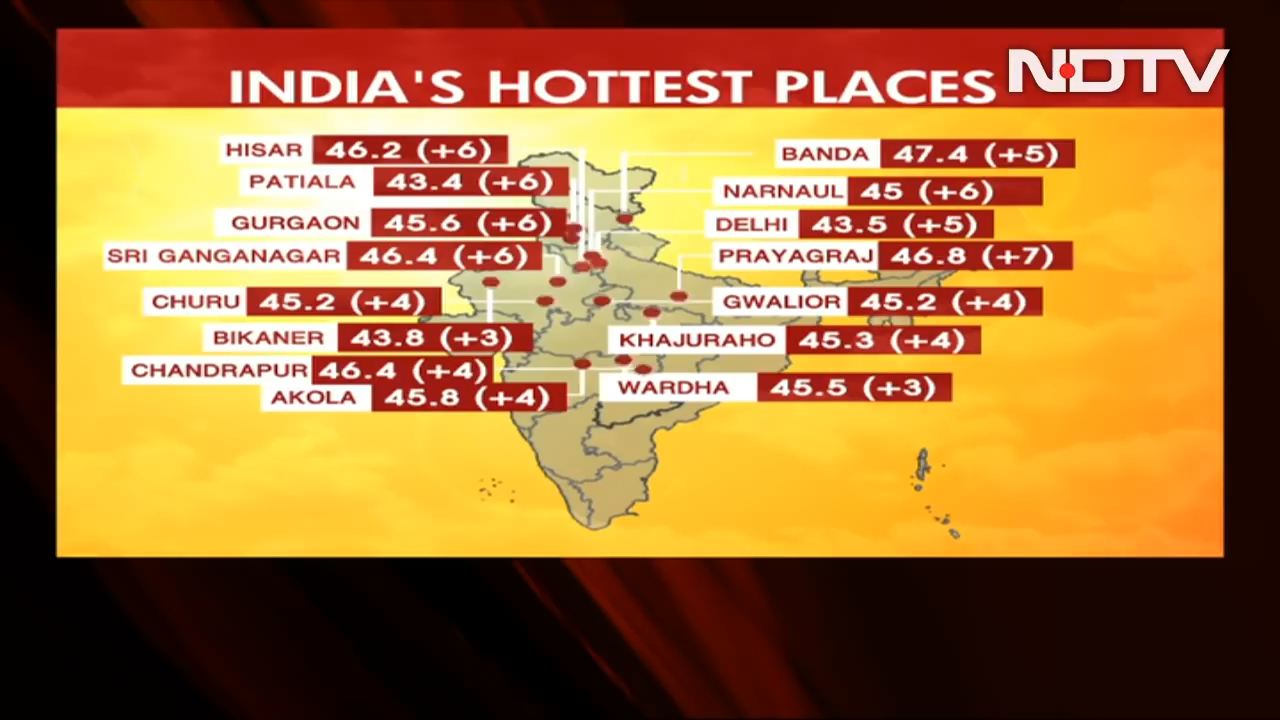 NDTV
INDIA'S HOTTEST PLACES
HISAR 46.2 (+6)
PATIALA 43.4 (+6)
GURGAON 45.6 (+6)
SRI GANGANAGAR 46.4 (+6)
CHURU 45.2 (+4)
BIKANER 43.8 (+3)
CHANDRAPUR 46.4 (+4)
AKOLA 45.8 (+4)
BANDA 47.4 (+5)
NARNAUL 45 (+6)
DELHI 43.5 (+5)
PRAYAGRAJ 46.8 (+7)
GWALIOR 45.2 (+4)
KHAJURAHO 45.3 (+4)
WARDHA 45.5 (+3)